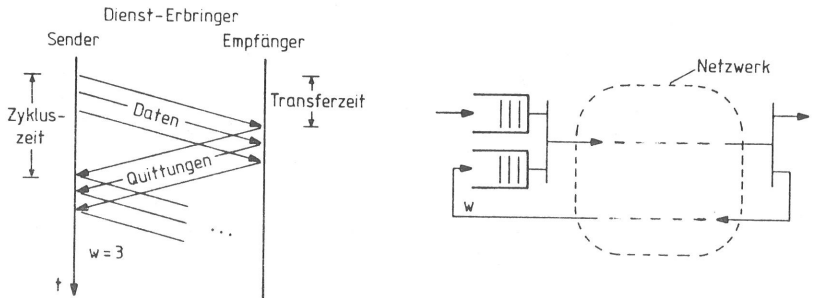 Dienst-Erbringer
Sender
Empfänger
Zyklus-
zeit
Daten
Transferzeit
Quittungen
...
w=3
t
Netzwerk
w